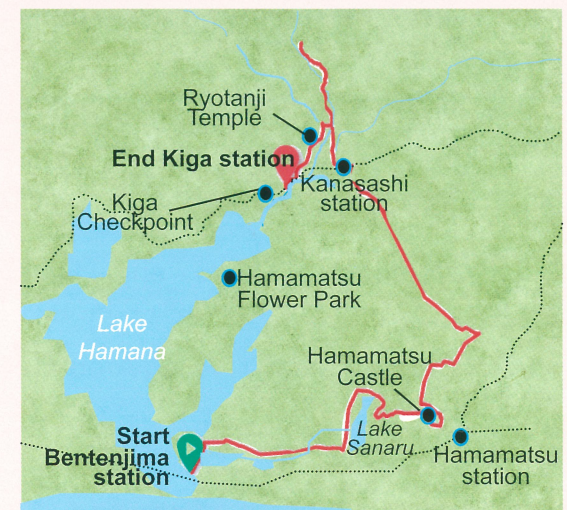 Ryotanji
Temple
End Kiga station
Kanasashi
station
Kiga
Checkpoint
Hamamatsu
Flower Park
Lake
Hamana
Hamamatsu
Castle
Lake
Sanaru
Start
Bentenjima
station
Hamamatsu
station